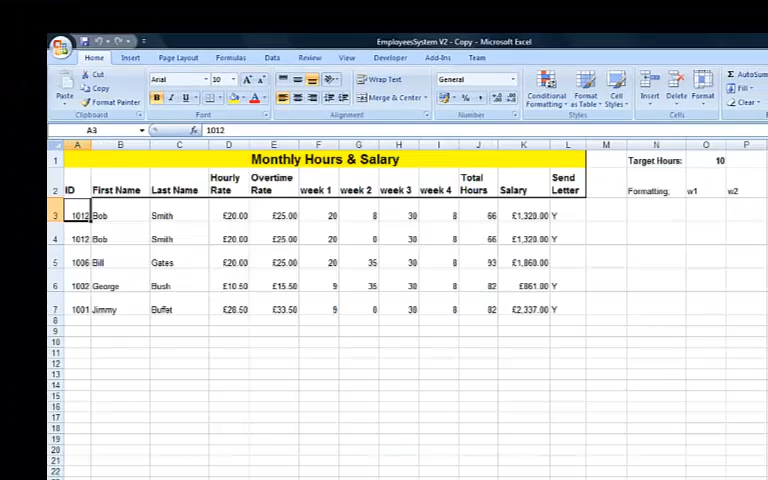 EmployeesSystem V2 - Copy - Microsoft Excel
Home Insert Page Layout Formulas Data Review View Developer Add-Ins Team
Cut Arial 10 Wrap Text General AutoSum
Copy Fill
Paste Format Painter B I U Merge & Center % Conditional Formatting Format as Table Cell Styles Insert Delete Format Clear
Clipboard Font Alignment Number Styles Cells
A3 fx 1012
A B C D E F G H I J K L M N O P
1 Monthly Hours & Salary Target Hours: 10
2 ID First Name Last Name Hourly Rate Overtime Rate week 1 week 2 week 3 week 4 Total Hours Salary Send Letter Formatting: w1 w2
3 1012 Bob Smith £20.00 £25.00 20 8 30 8 66 £1,320.00 Y
4 1012 Bob Smith £20.00 £25.00 20 0 30 8 66 £1,320.00 Y
5 1006 Bill Gates £20.00 £25.00 20 35 30 8 93 £1,860.00
6 1002 George Bush £10.50 £15.50 9 35 30 8 82 £861.00 Y
7 1001 Jimmy Buffet £28.50 £33.50 9 0 30 8 82 £2,337.00 Y
8
9
10
11
12
13
14
15
16
17
18
19
20
21
22